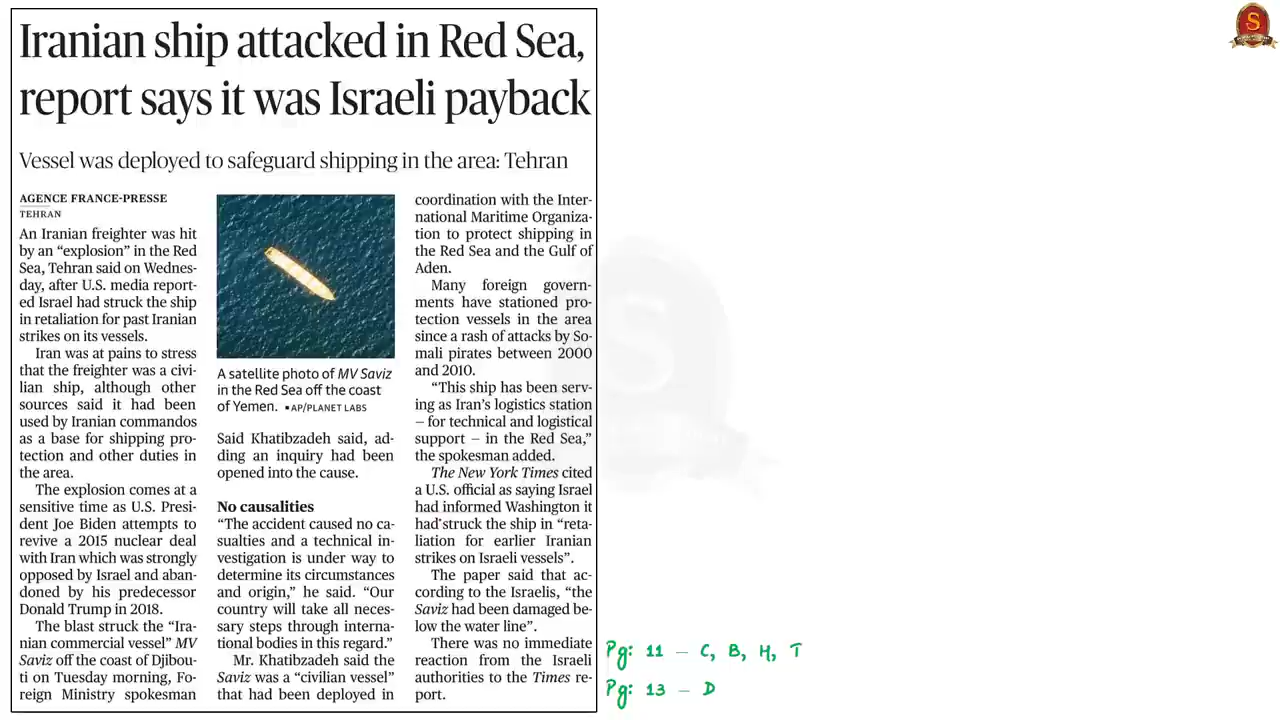 Iranian ship attacked in Red Sea,
report says it was Israeli payback
Vessel was deployed to safeguard shipping in the area: Tehran
AGENCE FRANCE-PRESSE
TEHRAN
An Iranian freighter was hit
by an “explosion” in the Red
Sea, Tehran said on Wednes-
day, after U.S. media report-
ed Israel had struck the ship
in retaliation for past Iranian
strikes on its vessels.
Iran was at pains to stress
that the freighter was a civi-
lian ship, although other
sources said it had been
used by Iranian commandos
as a base for shipping pro-
tection and other duties in
the area.
The explosion comes at a
sensitive time as U.S. Presi-
dent Joe Biden attempts to
revive a 2015 nuclear deal
with Iran which was strongly
opposed by Israel and aban-
doned by his predecessor
Donald Trump in 2018.
The blast struck the “Ira-
nian commercial vessel” MV
Saviz off the coast of Djibou-
ti on Tuesday morning, Fo-
reign Ministry spokesman
A satellite photo of MV Saviz
in the Red Sea off the coast
of Yemen. ▪AP/PLANET LABS
Said Khatibzadeh said, ad-
ding an inquiry had been
opened into the cause.
No causalities
“The accident caused no ca-
sualties and a technical in-
vestigation is under way to
determine its circumstances
and origin,” he said. “Our
country will take all neces-
sary steps through interna-
tional bodies in this regard.”
Mr. Khatibzadeh said the
Saviz was a “civilian vessel”
that had been deployed in
coordination with the Inter-
national Maritime Organiza-
tion to protect shipping in
the Red Sea and the Gulf of
Aden.
Many foreign govern-
ments have stationed pro-
tection vessels in the area
since a rash of attacks by So-
mali pirates between 2000
and 2010.
“This ship has been serv-
ing as Iran’s logistics station
– for technical and logistical
support – in the Red Sea,”
the spokesman added.
The New York Times cited
a U.S. official as saying Israel
had informed Washington it
had struck the ship in “reta-
liation for earlier Iranian
strikes on Israeli vessels”.
The paper said that ac-
cording to the Israelis, “the
Saviz had been damaged be-
low the water line”.
There was no immediate
reaction from the Israeli
authorities to the Times re-
port.
Pg: 11 – C, B, H, T
Pg: 13 – D
S